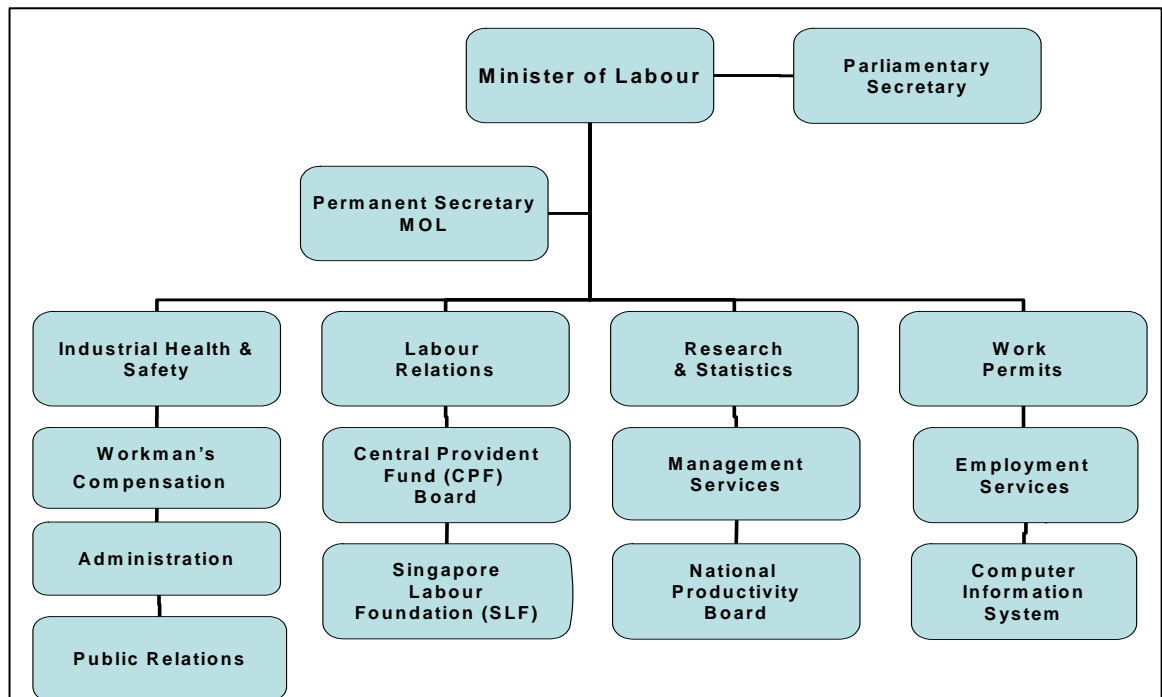 Minister of Labour
Parliamentary
Secretary
Permanent Secretary
MOL
Industrial Health &
Safety
Labour
Relations
Research
& Statistics
Work
Permits
Workman’s
Compensation
Central Provident
Fund (CPF)
Board
Management
Services
Employment
Services
Administration
Singapore
Labour
Foundation (SLF)
National
Productivity
Board
Computer
Information
System
Public Relations